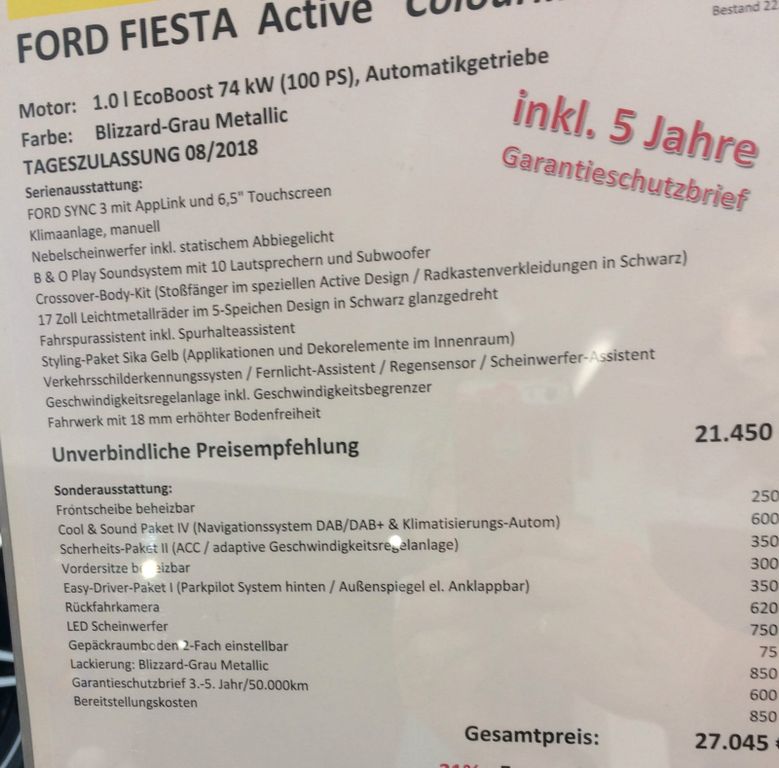 FORD FIESTA Active
Bestand 22
Motor: 1.0 l EcoBoost 74 kW (100 PS), Automatikgetriebe
Farbe: Blizzard-Grau Metallic
TAGESZULASSUNG 08/2018
inkl. 5 Jahre
Garantieschutzbrief
Serienausstattung:
FORD SYNC 3 mit AppLink und 6,5" Touchscreen
Klimaanlage, manuell
Nebelscheinwerfer inkl. statischem Abbiegelicht
B & O Play Soundsystem mit 10 Lautsprechern und Subwoofer
Crossover-Body-Kit (Stoßfänger im speziellen Active Design / Radkastenverkleidungen in Schwarz)
17 Zoll Leichtmetallräder im 5-Speichen Design in Schwarz glanzgedreht
Fahrspurassistent inkl. Spurhalteassistent
Styling-Paket Sika Gelb (Applikationen und Dekorelemente im Innenraum)
Verkehrsschilderkennungssysten / Fernlicht-Assistent / Regensensor / Scheinwerfer-Assistent
Geschwindigkeitsregelanlage inkl. Geschwindigkeitsbegrenzer
Fahrwerk mit 18 mm erhöhter Bodenfreiheit
Unverbindliche Preisempfehlung 21.450
Sonderausstattung:
Frontscheibe beheizbar 250
Cool & Sound Paket IV (Navigationssystem DAB/DAB+ & Klimatisierungs-Autom) 600
Scherheits-Paket II (ACC / adaptive Geschwindigkeitsregelanlage) 350
Vordersitze beheizbar 300
Easy-Driver-Paket I (Parkpilot System hinten / Außenspiegel el. Anklappbar) 350
Rückfahrkamera 620
LED Scheinwerfer 750
Gepäckraumboden 2-Fach einstellbar 75
Lackierung: Blizzard-Grau Metallic 850
Garantieschutzbrief 3.-5. Jahr/50.000km 600
Bereitstellungskosten 850
Gesamtpreis: 27.045 €